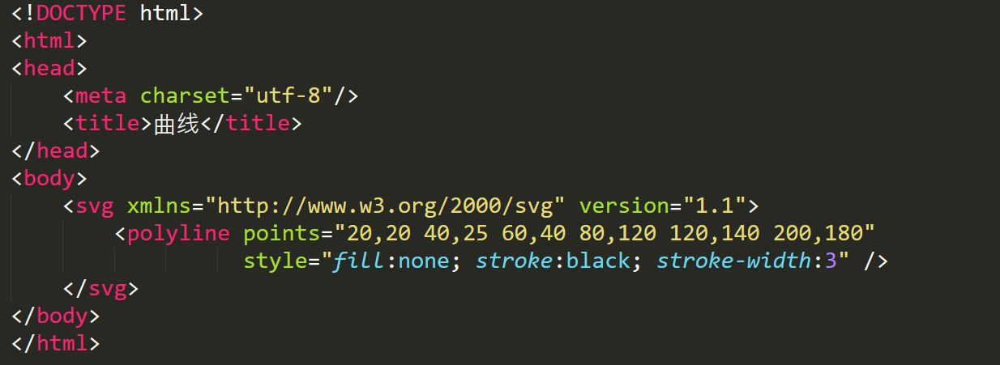 <!DOCTYPE html>
<html>
<head>
    <meta charset="utf-8"/>
    <title>曲线</title>
</head>
<body>
    <svg xmlns="http://www.w3.org/2000/svg" version="1.1">
        <polyline points="20,20 40,25 60,40 80,120 120,140 200,180"
                  style="fill:none; stroke:black; stroke-width:3" />
    </svg>
</body>
</html>